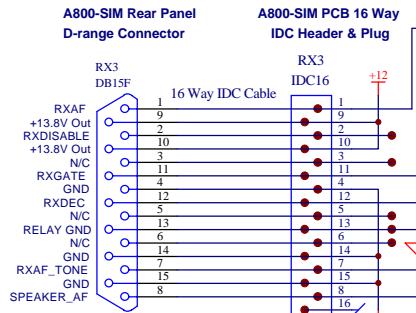 A800-SIM Rear Panel
D-range Connector
A800-SIM PCB 16 Way
IDC Header & Plug
RX3
DB15F
RX3
IDC16
+12
16 Way IDC Cable
RXAF 1 1
+13.8V Out 9 9
RXDISABLE 2 2
+13.8V Out 10 10
N/C 3 3
RXGATE 11 11
GND 4 4
RXDEC 12 12
N/C 5 5
RELAY GND 13 13
N/C 6 6
GND 14 14
RXAF_TONE 7 7
GND 15 15
SPEAKER_AF 8 8
16